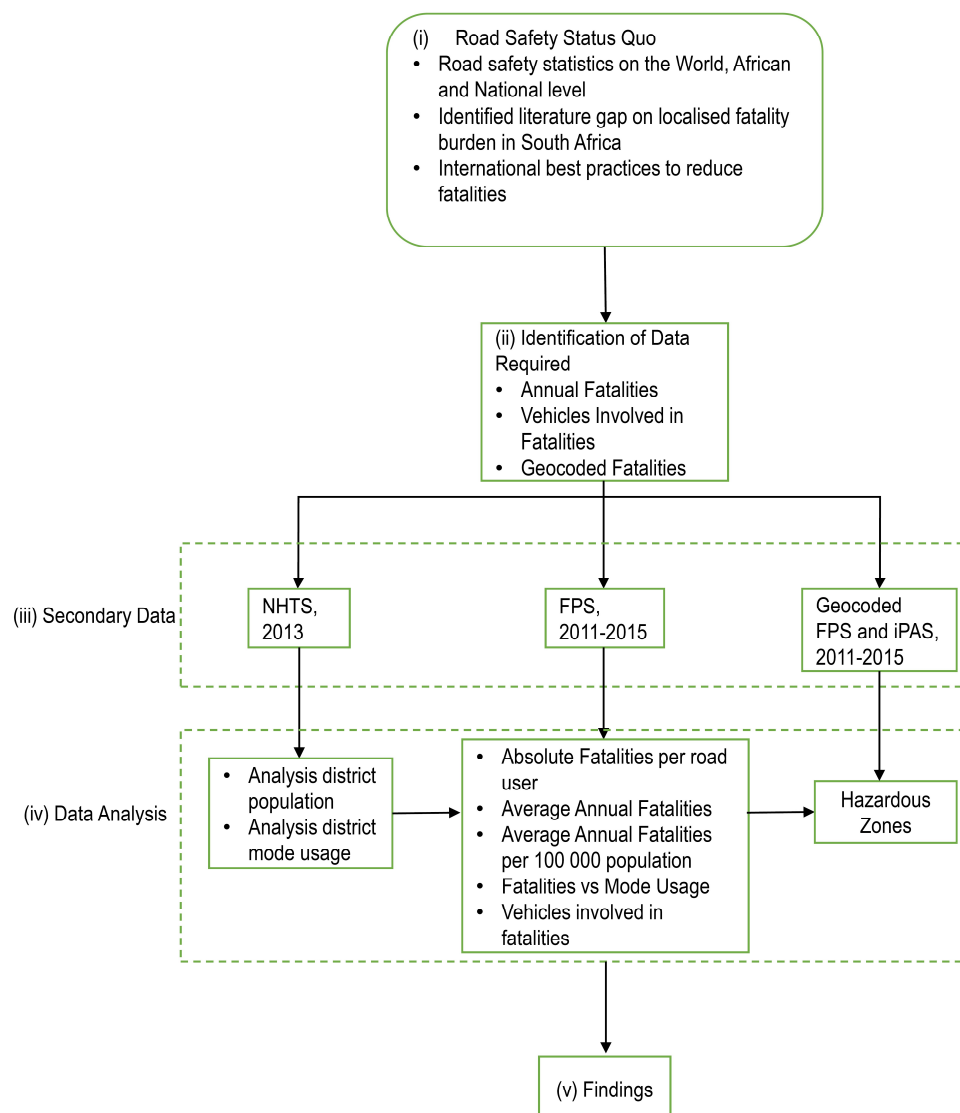 (i) Road Safety Status Quo
• Road safety statistics on the World, African
and National level
• Identified literature gap on localised fatality
burden in South Africa
• International best practices to reduce
fatalities
(ii) Identification of Data
Required
• Annual Fatalities
• Vehicles Involved in
Fatalities
• Geocoded Fatalities
(iii) Secondary Data
NHTS,
2013
FPS,
2011-2015
Geocoded
FPS and iPAS,
2011-2015
(iv) Data Analysis
• Analysis district
population
• Analysis district
mode usage
• Absolute Fatalities per road
user
• Average Annual Fatalities
• Average Annual Fatalities
per 100 000 population
• Fatalities vs Mode Usage
• Vehicles involved in
fatalities
Hazardous
Zones
(v) Findings